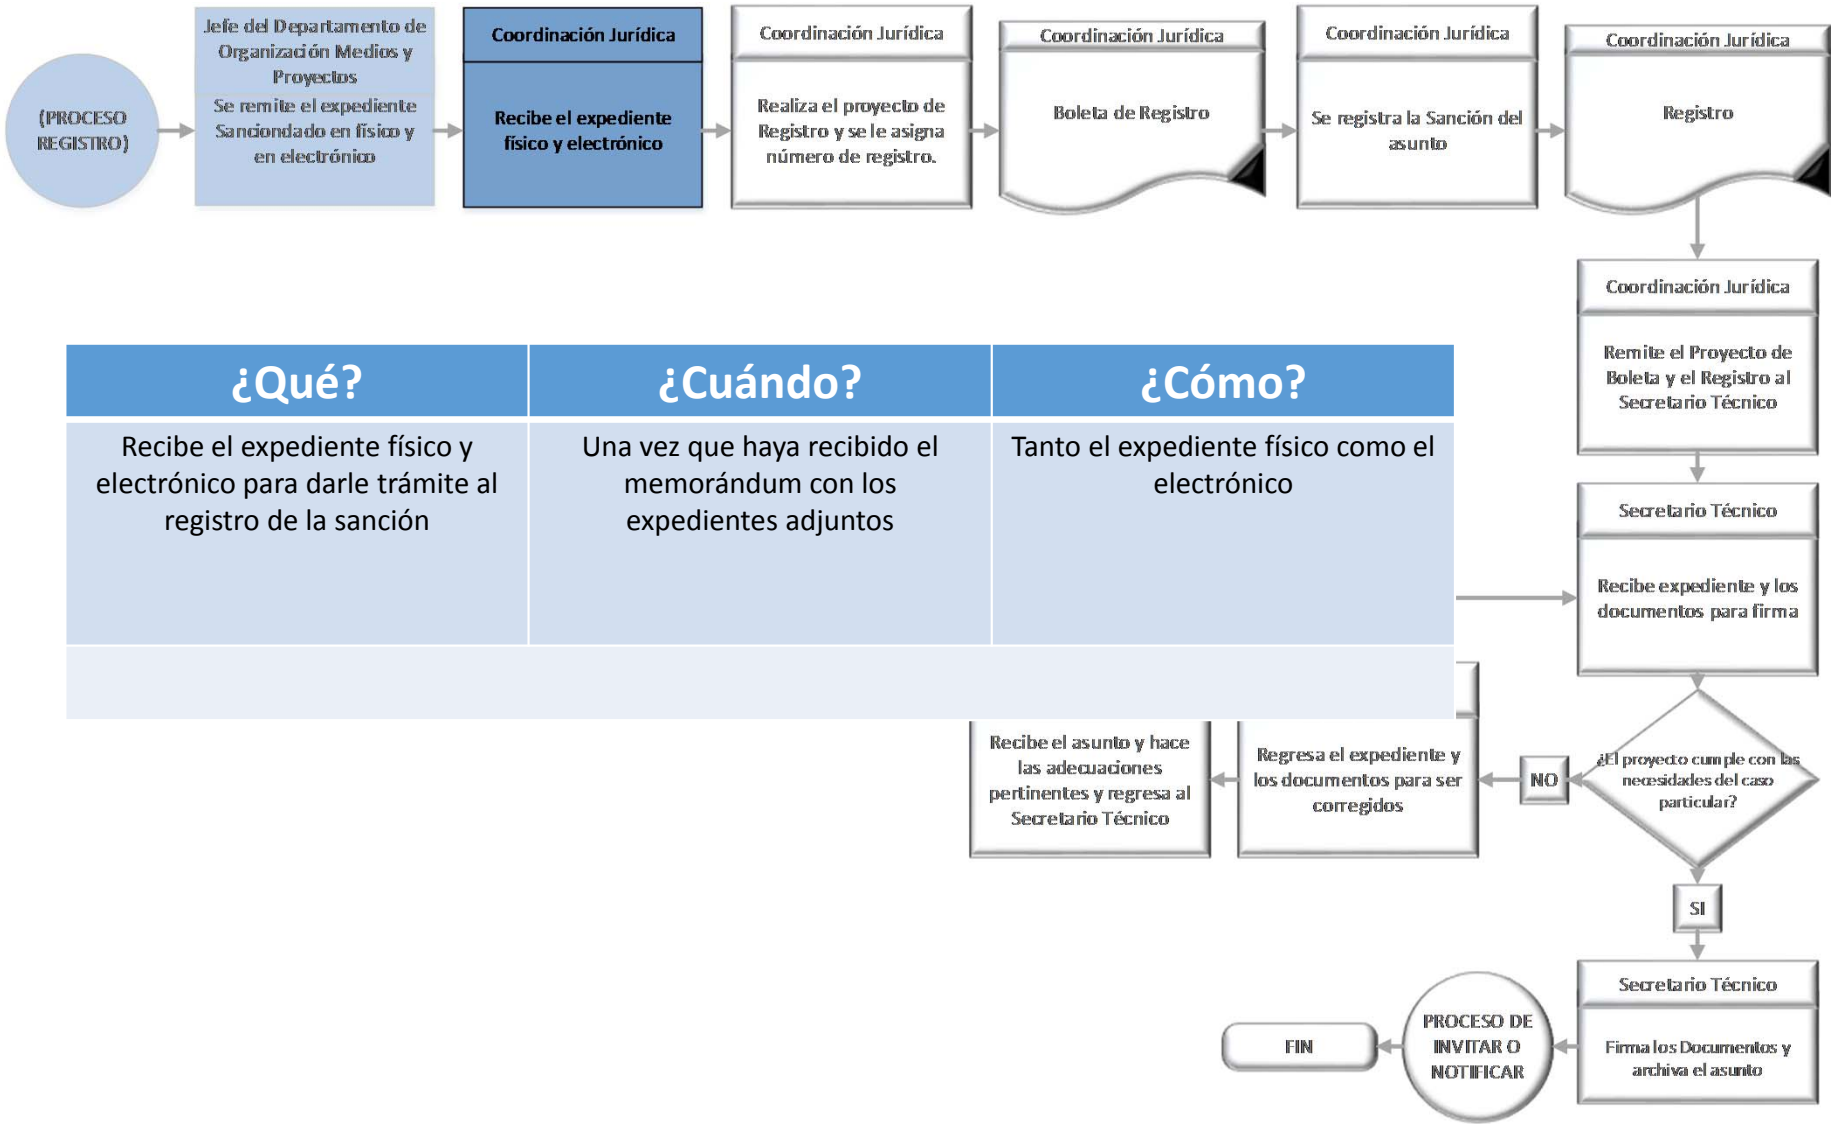 (PROCESO
REGISTRO)
Jefe del Departamento de
Organización Medios y
Proyectos
Se remite el expediente
Sanciondado en físico y
en electrónico
Coordinación Jurídica
Recibe el expediente
físico y electrónico
Coordinación Jurídica
Realiza el proyecto de
Registro y se le asigna
número de registro.
Coordinación Jurídica
Boleta de Registro
Coordinación Jurídica
Se registra la Sanción del
asunto
Coordinación Jurídica
Registro
Coordinación Jurídica
Remite el Proyecto de
Boleta y el Registro al
Secretario Técnico
¿Qué?
¿Cuándo?
¿Cómo?
Recibe el expediente físico y
electrónico para darle trámite al
registro de la sanción
Una vez que haya recibido el
memorándum con los
expedientes adjuntos
Tanto el expediente físico como el
electrónico
Secretario Técnico
Recibe expediente y los
documentos para firma
¿El proyecto cumple con las
necesidades del caso
particular?
NO
Regresa el expediente y
los documentos para ser
corregidos
Recibe el asunto y hace
las adecuaciones
pertinentes y regresa al
Secretario Técnico
SI
Secretario Técnico
Firma los Documentos y
archiva el asunto
PROCESO DE
INVITAR O
NOTIFICAR
FIN